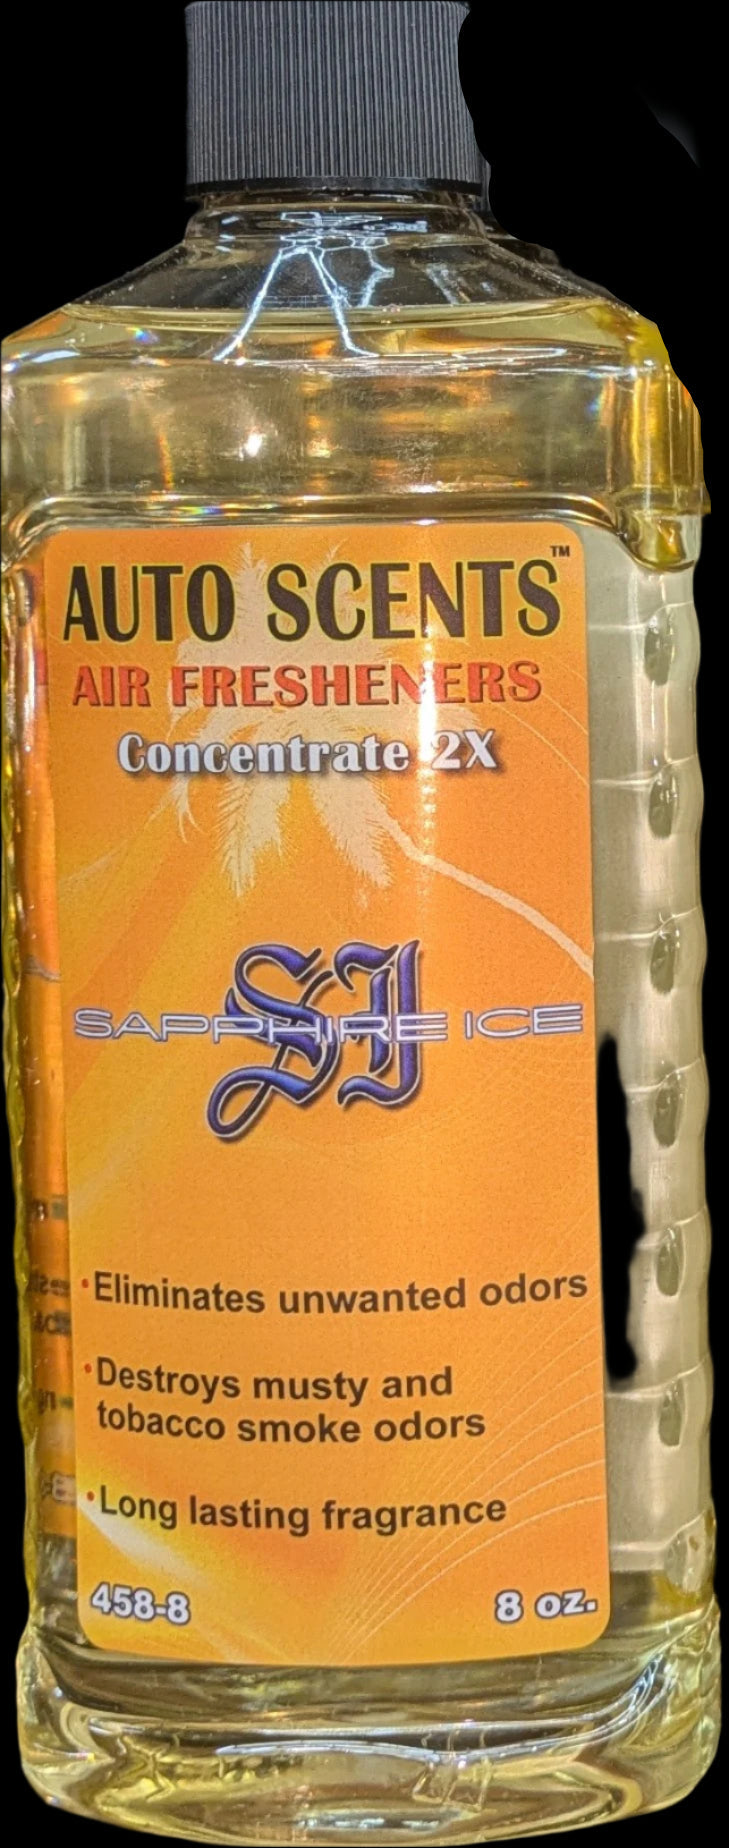 AUTO SCENTS™
AIR FRESHENERS
Concentrate 2X
SI
SAPPHIRE ICE
•Eliminates unwanted odors
•Destroys musty and
tobacco smoke odors
•Long lasting fragrance
458-8
8 oz.